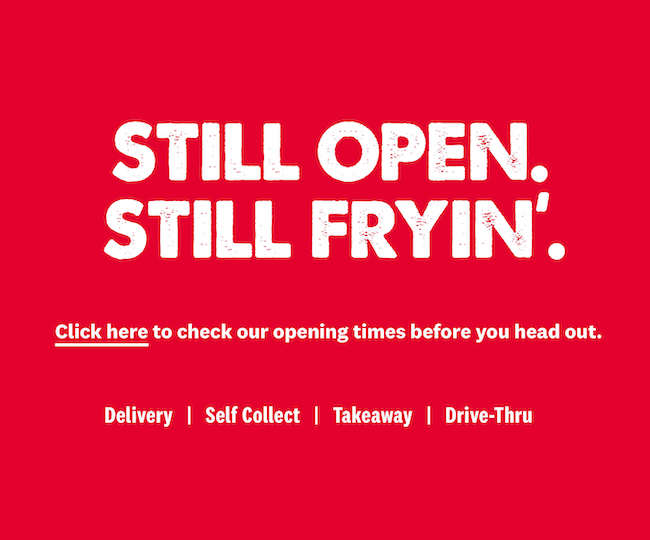 STILL OPEN.
STILL FRYIN'.
Click here to check our opening times before you head out.
Delivery | Self Collect | Takeaway | Drive-Thru